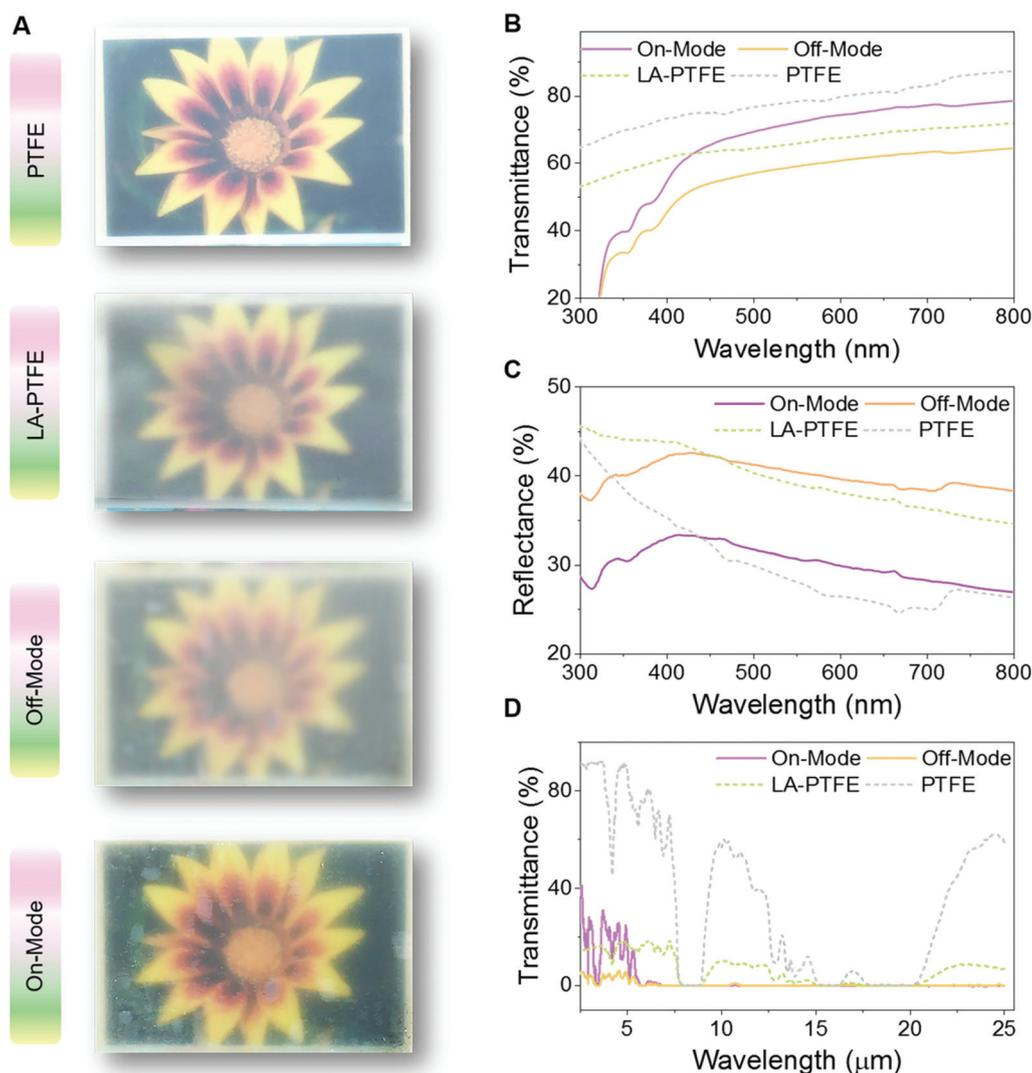 A
PTFE
LA-PTFE
Off-Mode
On-Mode
B
On-Mode Off-Mode
LA-PTFE PTFE
Transmittance (%)
80
60
40
20
300 400 500 600 700 800
Wavelength (nm)
C
On-Mode Off-Mode
LA-PTFE PTFE
Reflectance (%)
50
40
30
20
300 400 500 600 700 800
Wavelength (nm)
D
On-Mode Off-Mode
LA-PTFE PTFE
Transmittance (%)
80
40
0
5 10 15 20 25
Wavelength (μm)